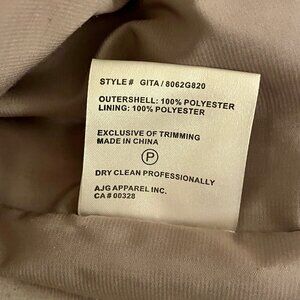 STYLE # GITA / 8062G820
OUTERSHELL: 100% POLYESTER
LINING: 100% POLYESTER
EXCLUSIVE OF TRIMMING
MADE IN CHINA
P
DRY CLEAN PROFESSIONALLY
AJG APPAREL INC.
CA # 00328